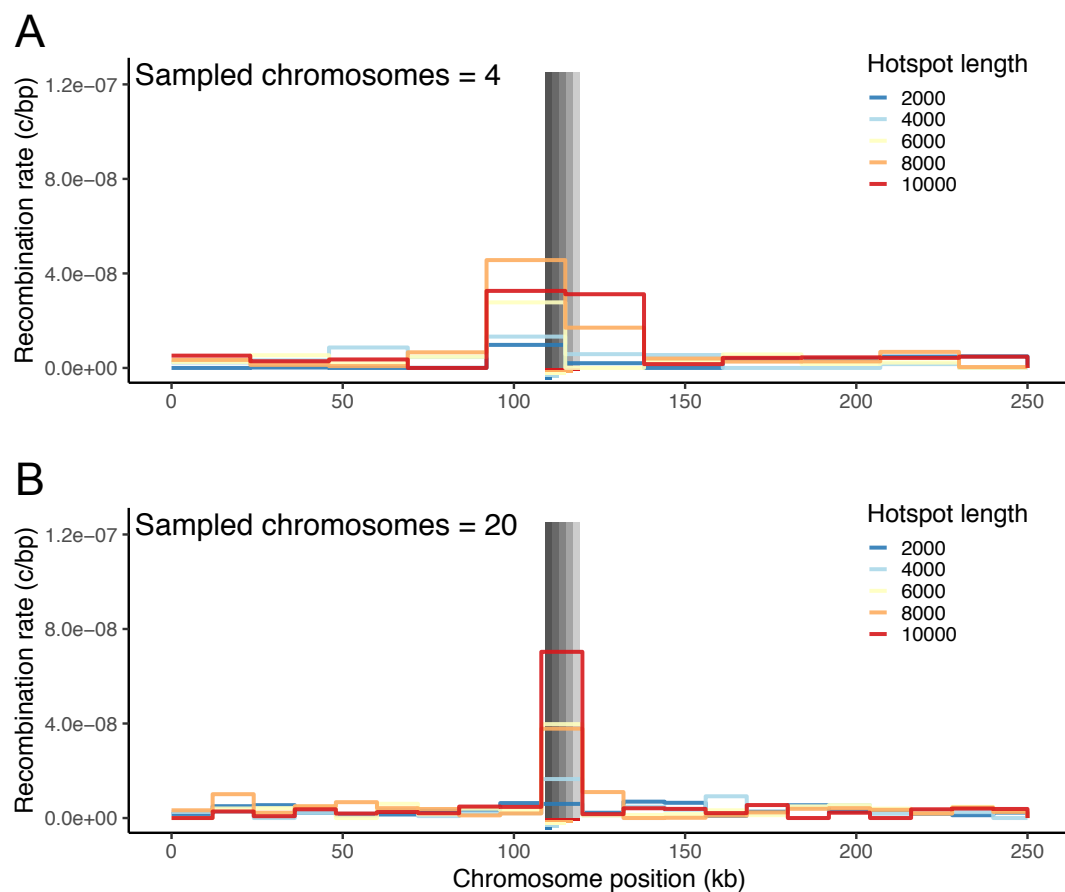 A
Sampled chromosomes = 4
Recombination rate (c/bp)
1.2e−07
8.0e−08
4.0e−08
0.0e+00
0 50 100 150 200 250
Hotspot length
2000
4000
6000
8000
10000
B
Sampled chromosomes = 20
Recombination rate (c/bp)
1.2e−07
8.0e−08
4.0e−08
0.0e+00
0 50 100 150 200 250
Chromosome position (kb)
Hotspot length
2000
4000
6000
8000
10000